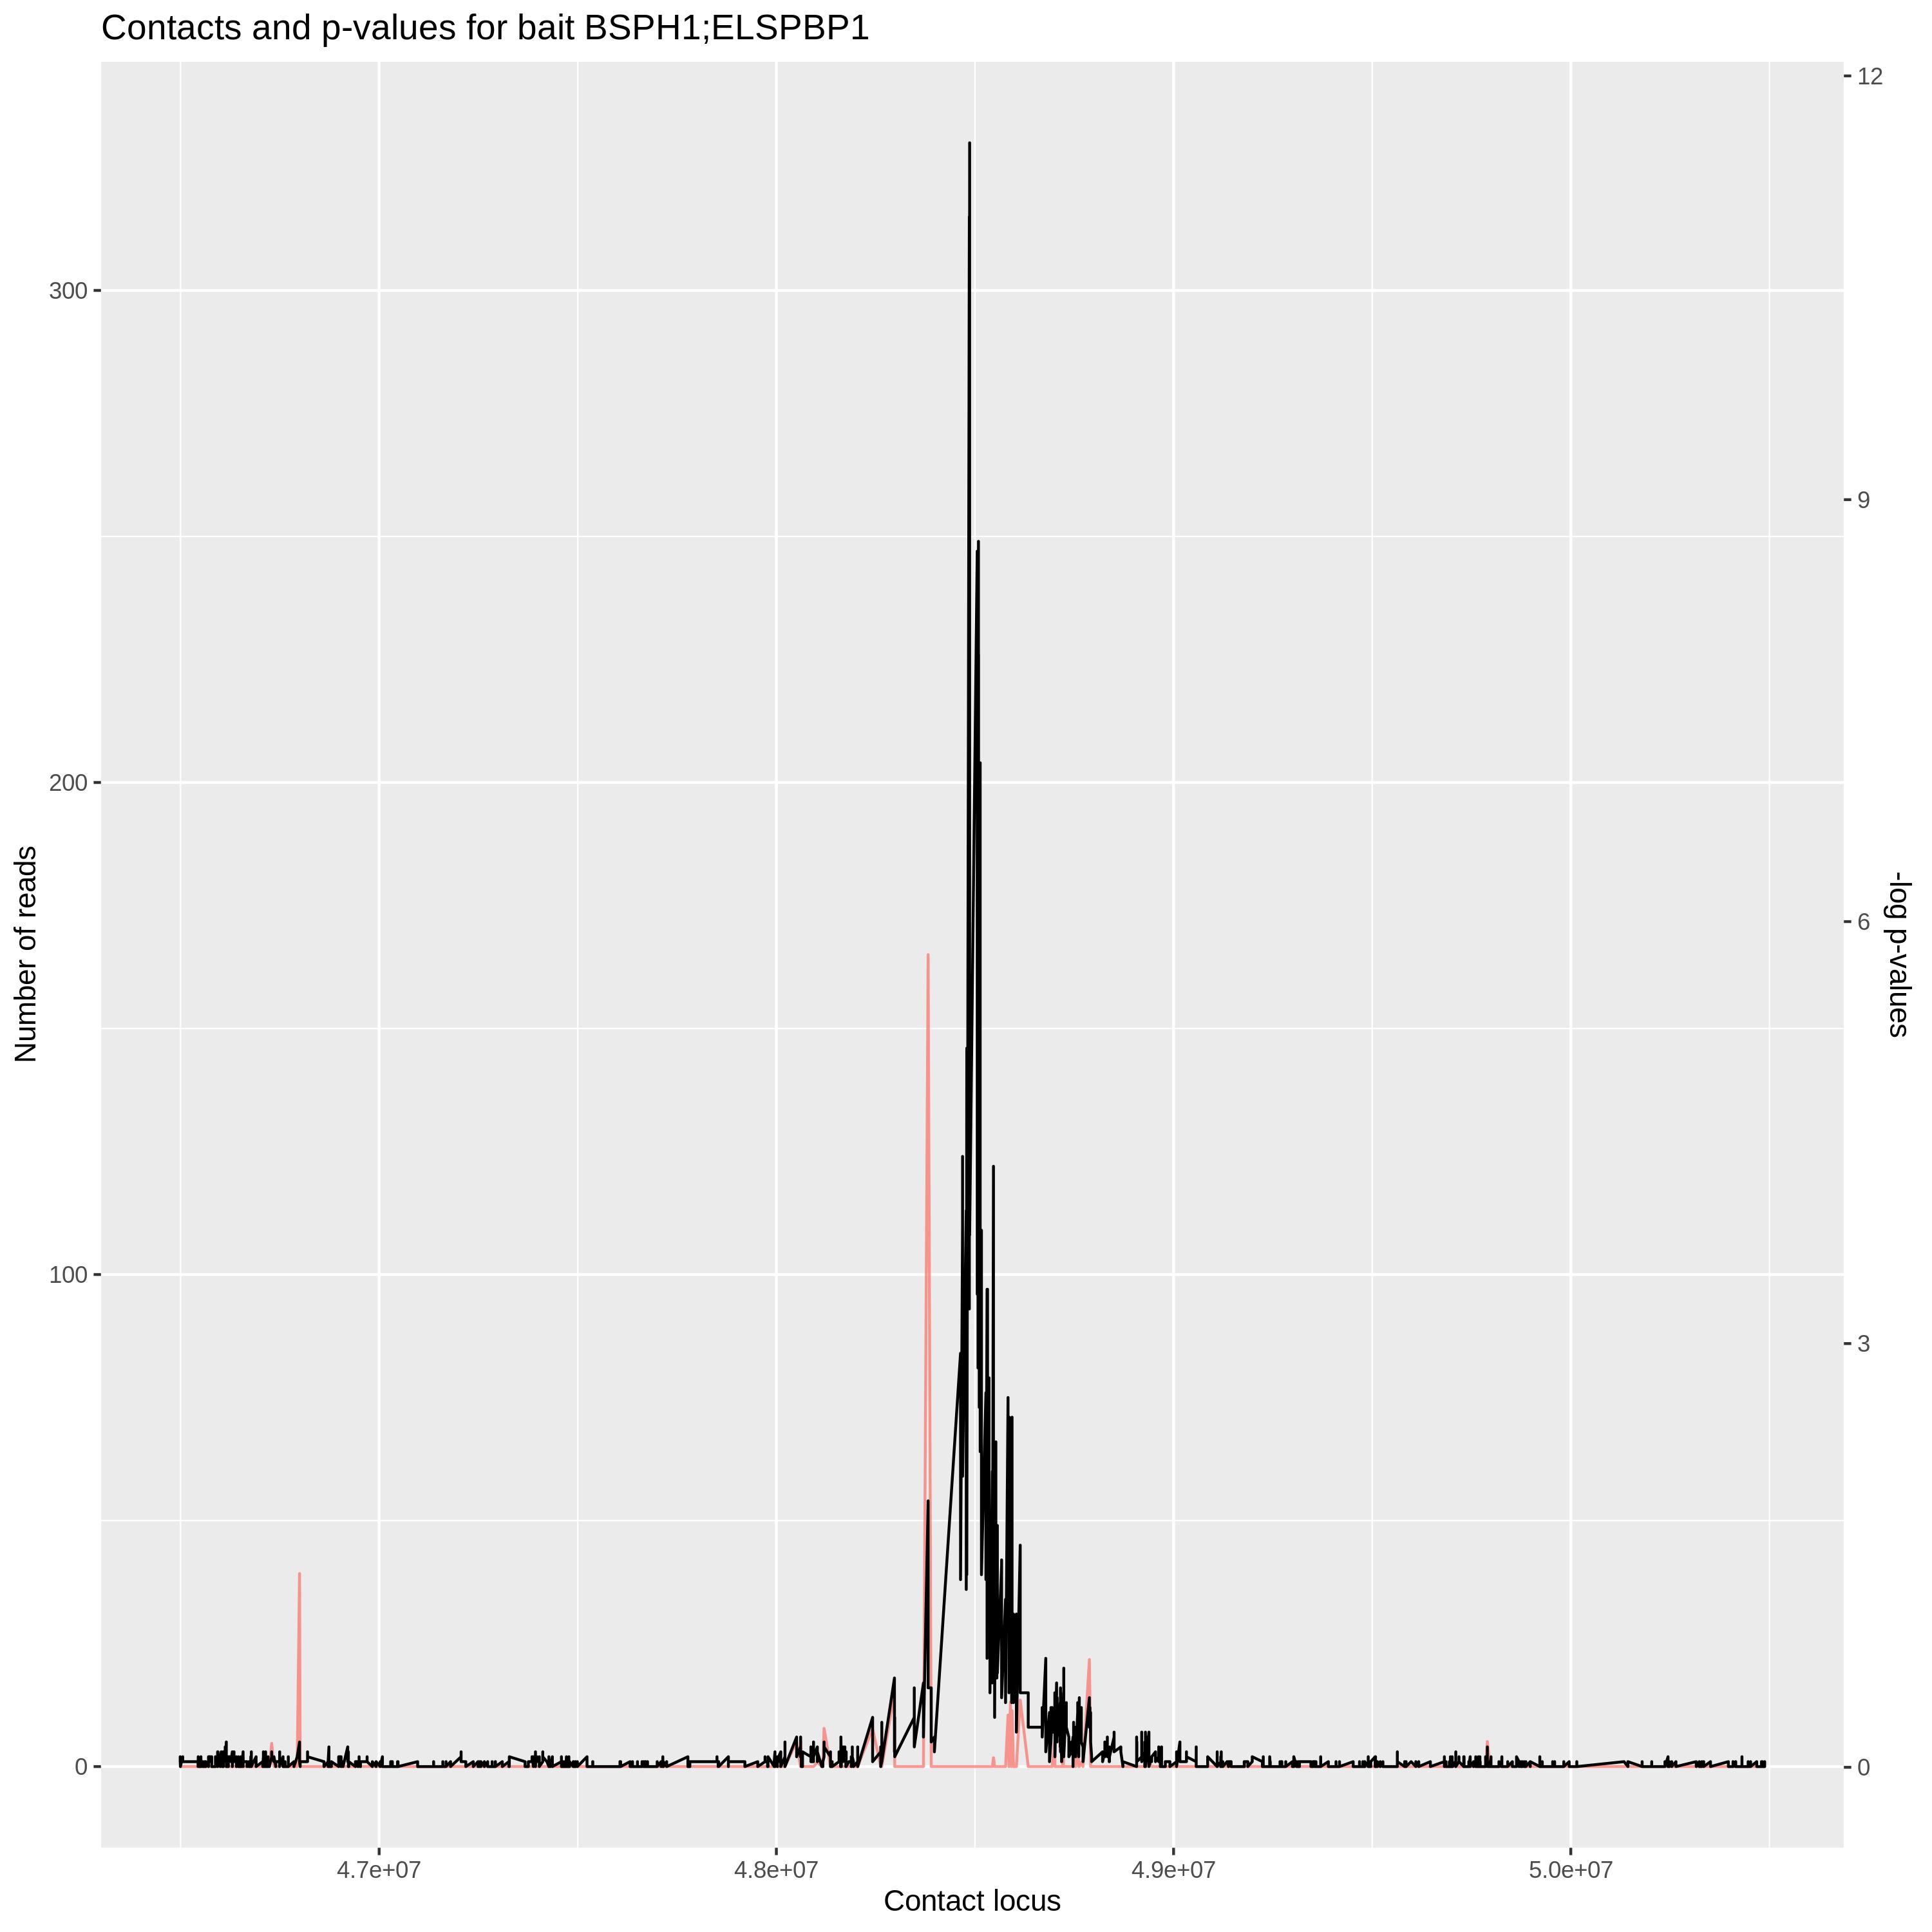 Contacts and p-values for bait BSPH1;ELSPBP1
12
300
9
200
Number of reads
6
-log p-values
100
3
0
0
4.7e+07
4.8e+07
4.9e+07
5.0e+07
Contact locus